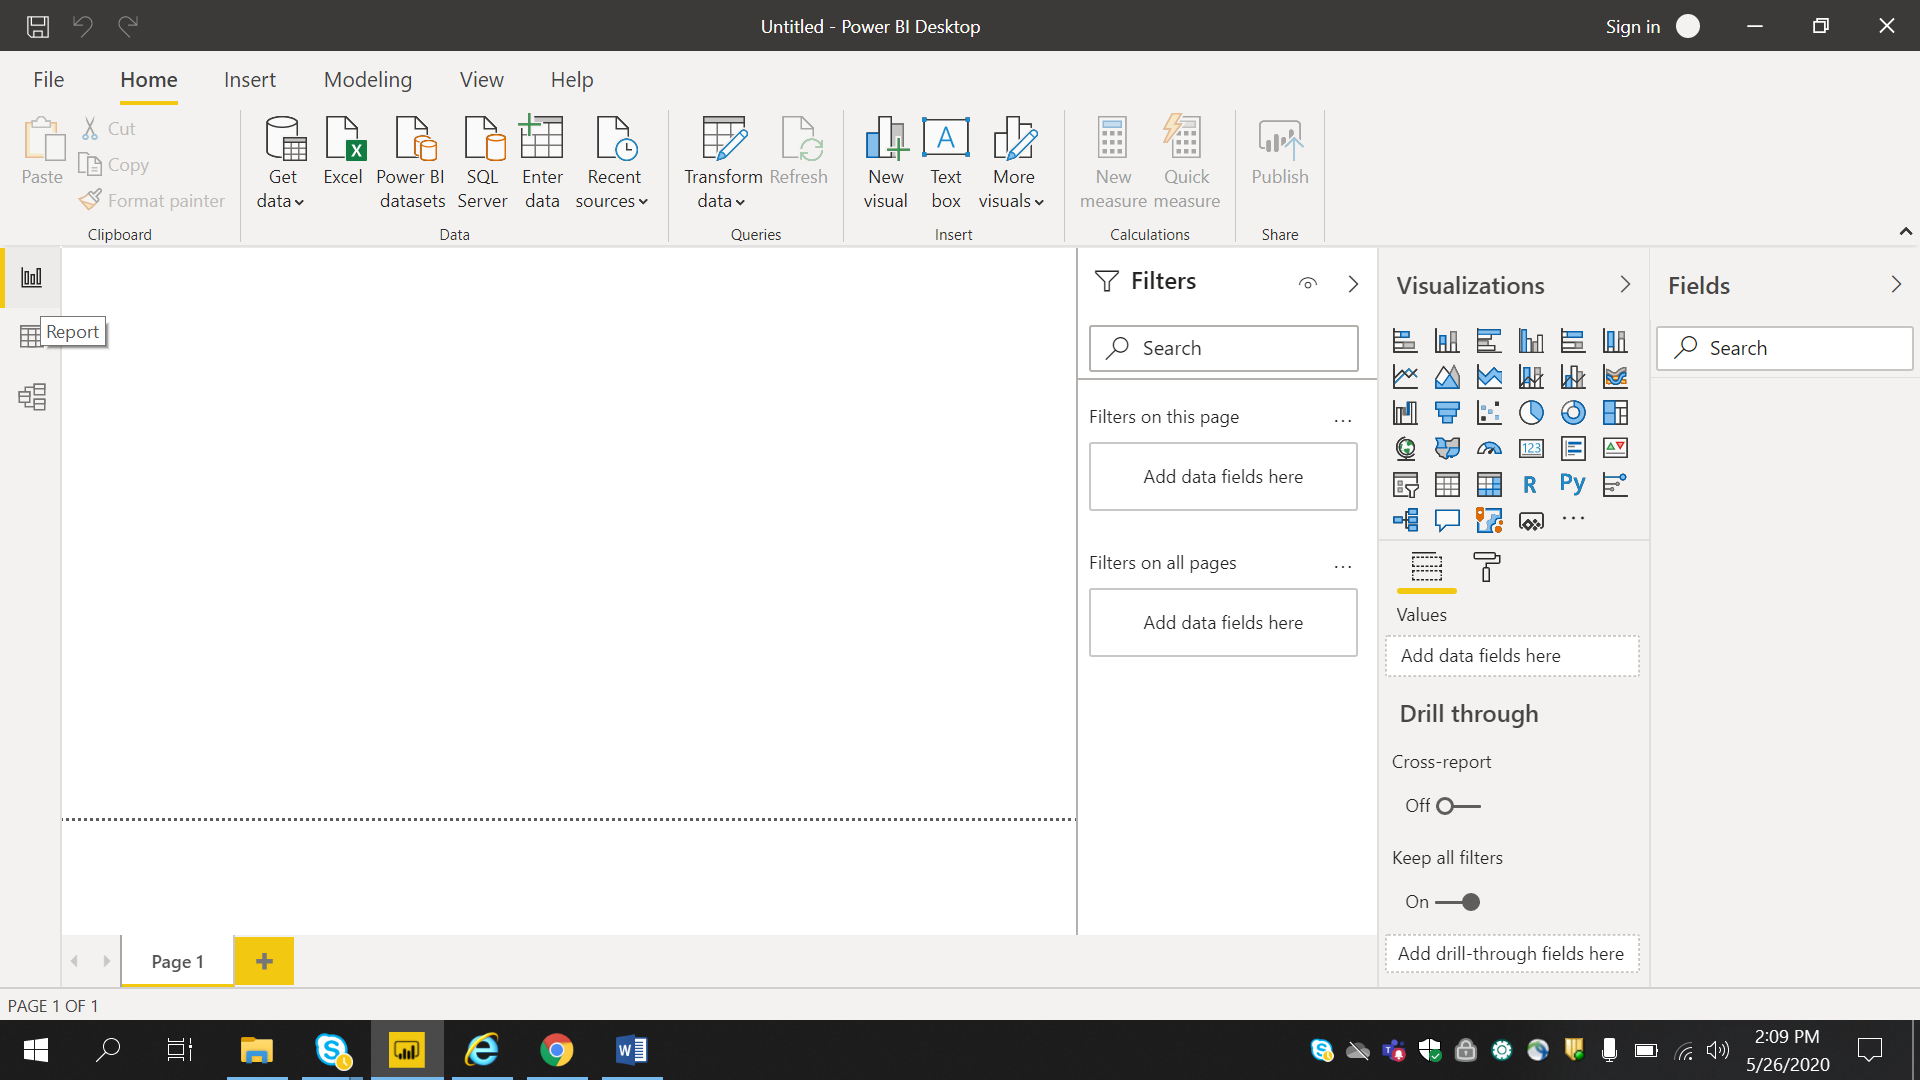 Untitled - Power BI Desktop
Sign in
File
Home
Insert
Modeling
View
Help
Paste
Cut
Copy
Format painter
Clipboard
Get data
Excel
Power BI datasets
SQL Server
Enter data
Recent sources
Data
Transform data
Refresh
Queries
New visual
A
Text box
More visuals
Insert
New measure
Quick measure
Calculations
Publish
Share
Report
Filters
Search
Filters on this page
...
Add data fields here
Filters on all pages
...
Add data fields here
Visualizations
123
R
Py
...
Values
Add data fields here
Drill through
Cross-report
Off
Keep all filters
On
Add drill-through fields here
Fields
Search
Page 1
PAGE 1 OF 1
2:09 PM
5/26/2020